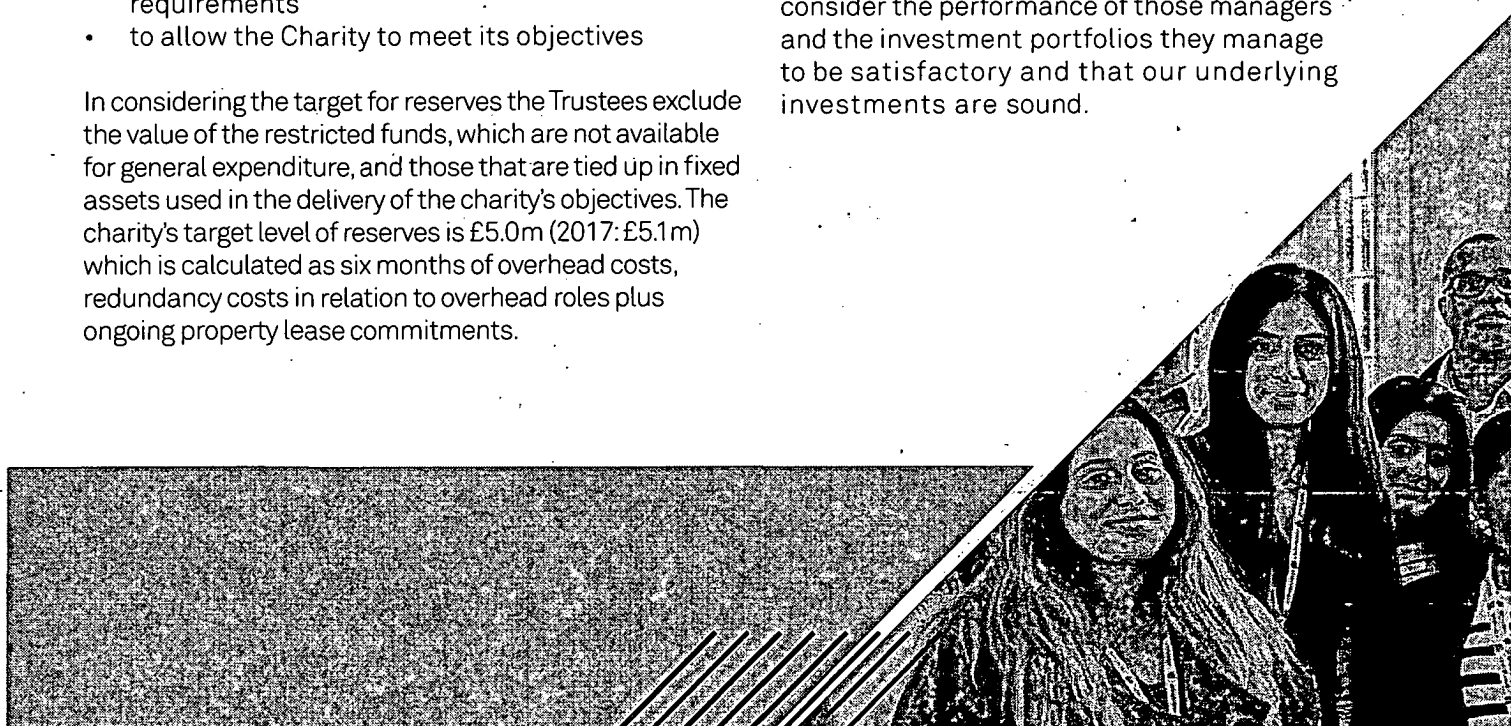 requirements
• to allow the Charity to meet its objectives
In considering the target for reserves the Trustees exclude
the value of the restricted funds, which are not available
for general expenditure, and those that are tied up in fixed
assets used in the delivery of the charity's objectives. The
charity's target level of reserves is £5.0m (2017: £5.1m)
which is calculated as six months of overhead costs,
redundancy costs in relation to overhead roles plus
ongoing property lease commitments.
consider the performance of those managers
and the investment portfolios they manage
to be satisfactory and that our underlying
investments are sound.